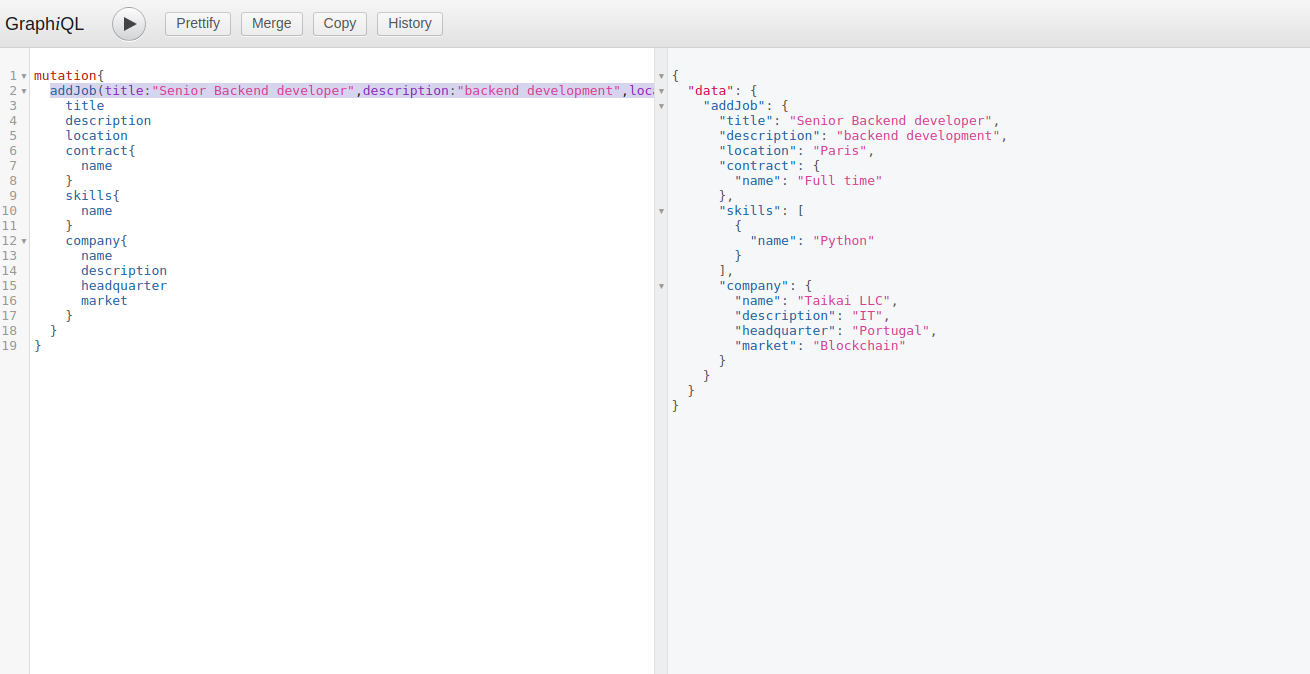 GraphiQL Prettify Merge Copy History
1 mutation{
2 addJob(title:"Senior Backend developer",description:"backend development",loca
3 title
4 description
5 location
6 contract{
7 name
8 }
9 skills{
10 name
11 }
12 company{
13 name
14 description
15 headquarter
16 market
17 }
18 }
19 }
{
"data": {
"addJob": {
"title": "Senior Backend developer",
"description": "backend development",
"location": "Paris",
"contract": {
"name": "Full time"
},
"skills": [
{
"name": "Python"
}
],
"company": {
"name": "Taikai LLC",
"description": "IT",
"headquarter": "Portugal",
"market": "Blockchain"
}
}
}
}